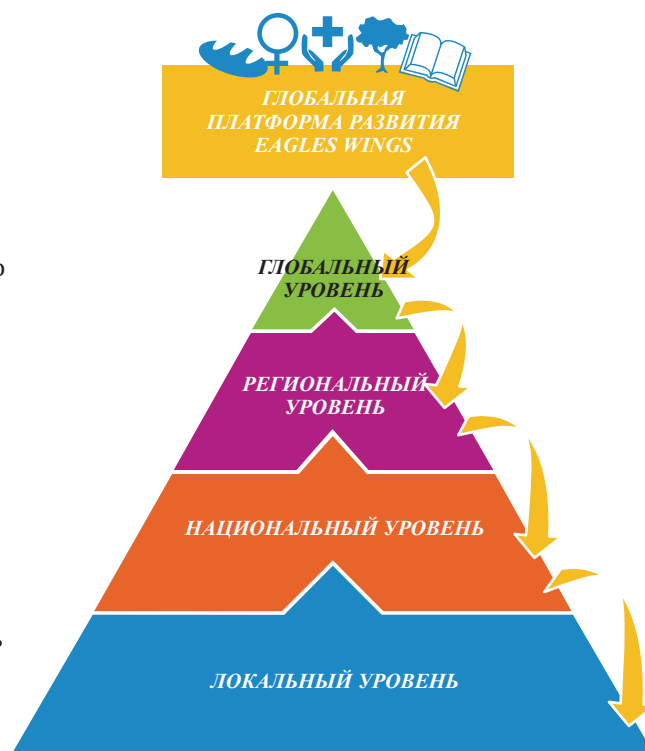 ГЛОБАЛЬНАЯ
ПЛАТФОРМА РАЗВИТИЯ
EAGLES WINGS
ГЛОБАЛЬНЫЙ
УРОВЕНЬ
РЕГИОНАЛЬНЫЙ
УРОВЕНЬ
НАЦИОНАЛЬНЫЙ УРОВЕНЬ
ЛОКАЛЬНЫЙ УРОВЕНЬ